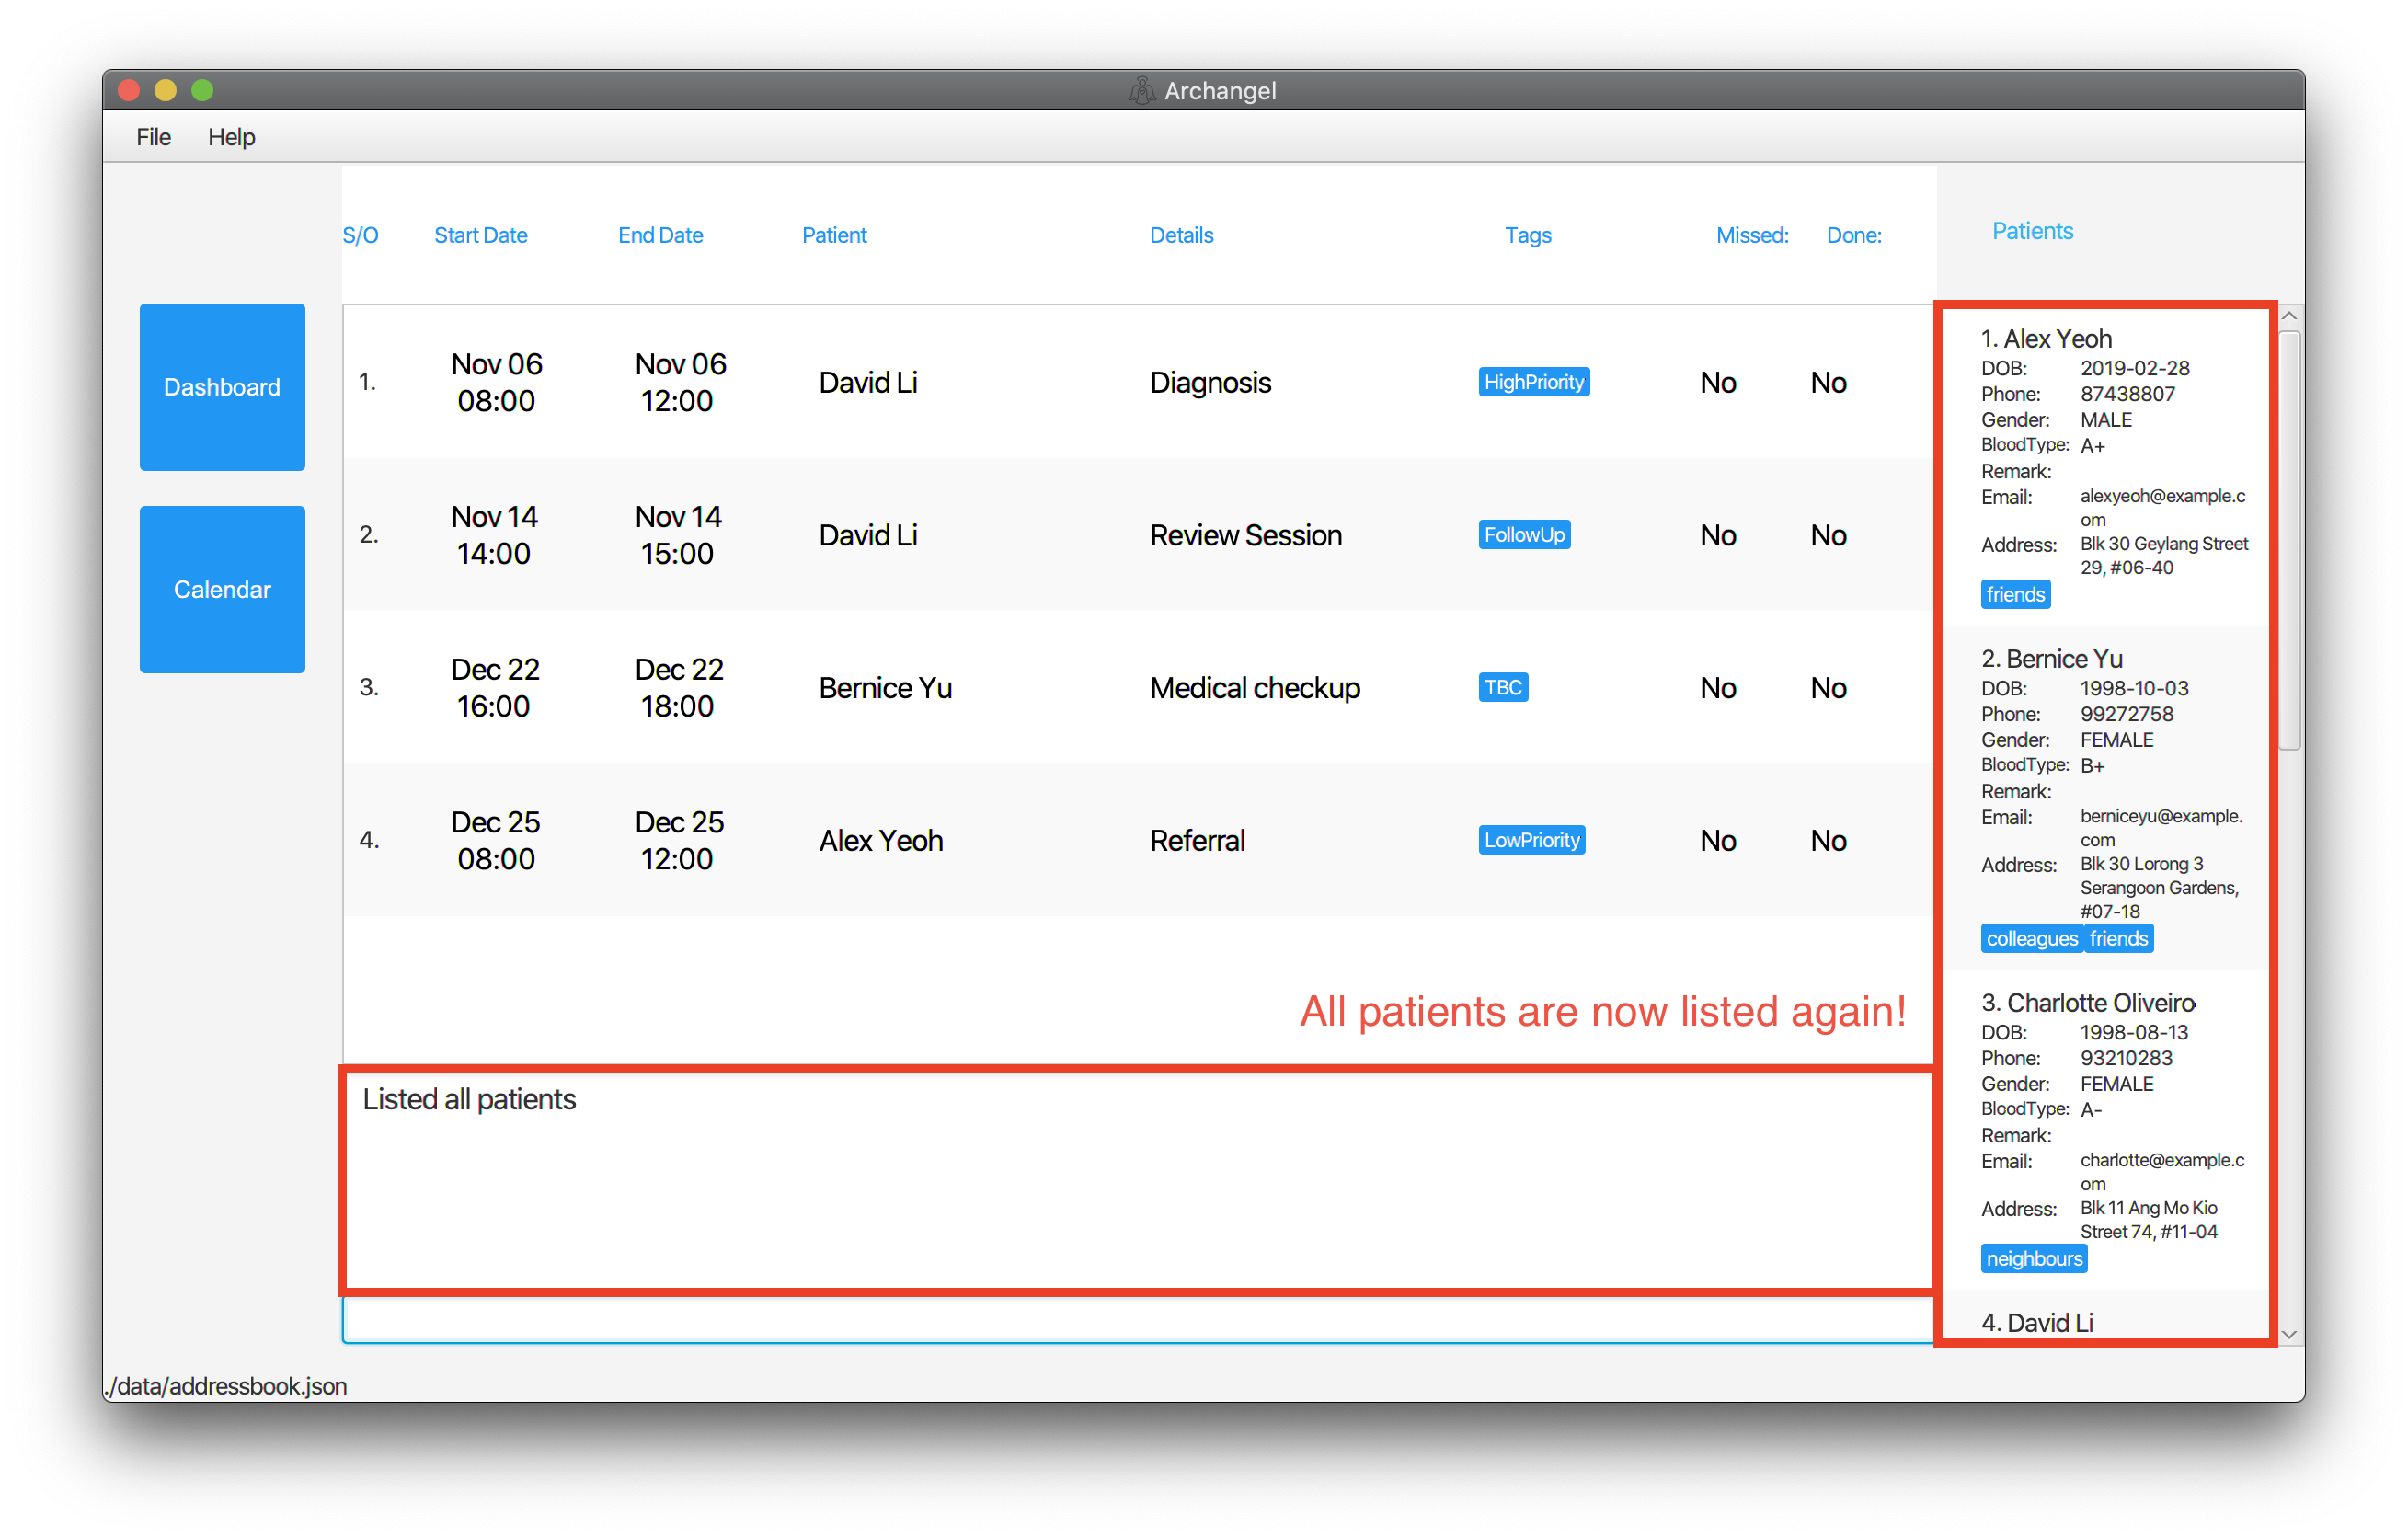 Archangel
File Help
S/O Start Date End Date Patient Details Tags Missed: Done: Patients
Dashboard
Calendar
1. Nov 06 08:00 Nov 06 12:00 David Li Diagnosis HighPriority No No
2. Nov 14 14:00 Nov 14 15:00 David Li Review Session FollowUp No No
3. Dec 22 16:00 Dec 22 18:00 Bernice Yu Medical checkup TBC No No
4. Dec 25 08:00 Dec 25 12:00 Alex Yeoh Referral LowPriority No No
All patients are now listed again!
Listed all patients
1. Alex Yeoh
DOB: 2019-02-28
Phone: 87438807
Gender: MALE
BloodType: A+
Remark:
Email: alexyeoh@example.c
om
Address: Blk 30 Geylang Street
29, #06-40
friends
2. Bernice Yu
DOB: 1998-10-03
Phone: 99272758
Gender: FEMALE
BloodType: B+
Remark:
Email: berniceyu@example.
com
Address: Blk 30 Lorong 3
Serangoon Gardens,
#07-18
colleagues friends
3. Charlotte Oliveiro
DOB: 1998-08-13
Phone: 93210283
Gender: FEMALE
BloodType: A-
Remark:
Email: charlotte@example.c
om
Address: Blk 11 Ang Mo Kio
Street 74, #11-04
neighbours
4. David Li
./data/addressbook.json